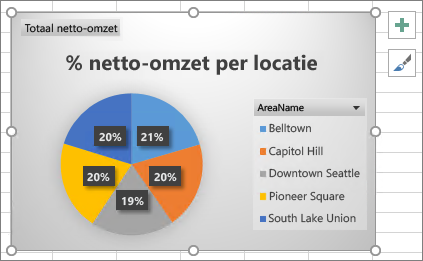 Totaal netto-omzet
% netto-omzet per locatie
20%
21%
20%
20%
19%
AreaName
Belltown
Capitol Hill
Downtown Seattle
Pioneer Square
South Lake Union